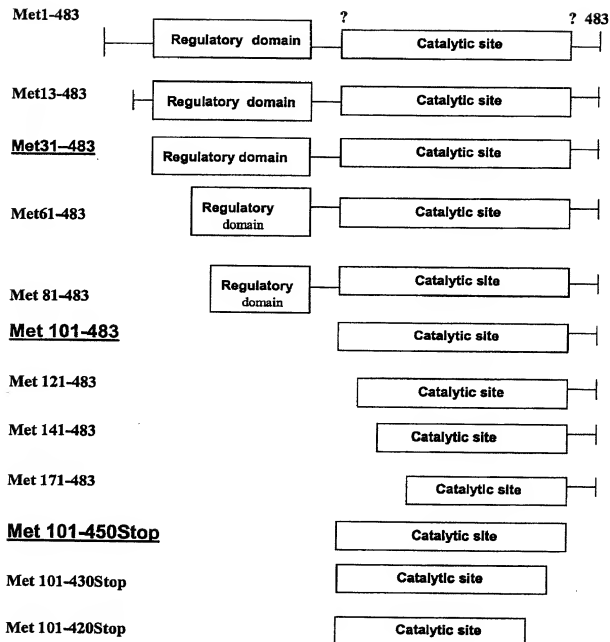 Met1-483
? ? 483
Regulatory domain Catalytic site
Met13-483
Regulatory domain Catalytic site
Met31–483
Regulatory domain Catalytic site
Met61-483
Regulatory
domain
Catalytic site
Met 81-483
Regulatory
domain
Catalytic site
Met 101-483
Catalytic site
Met 121-483
Catalytic site
Met 141-483
Catalytic site
Met 171-483
Catalytic site
Met 101-450Stop
Catalytic site
Met 101-430Stop
Catalytic site
Met 101-420Stop
Catalytic site